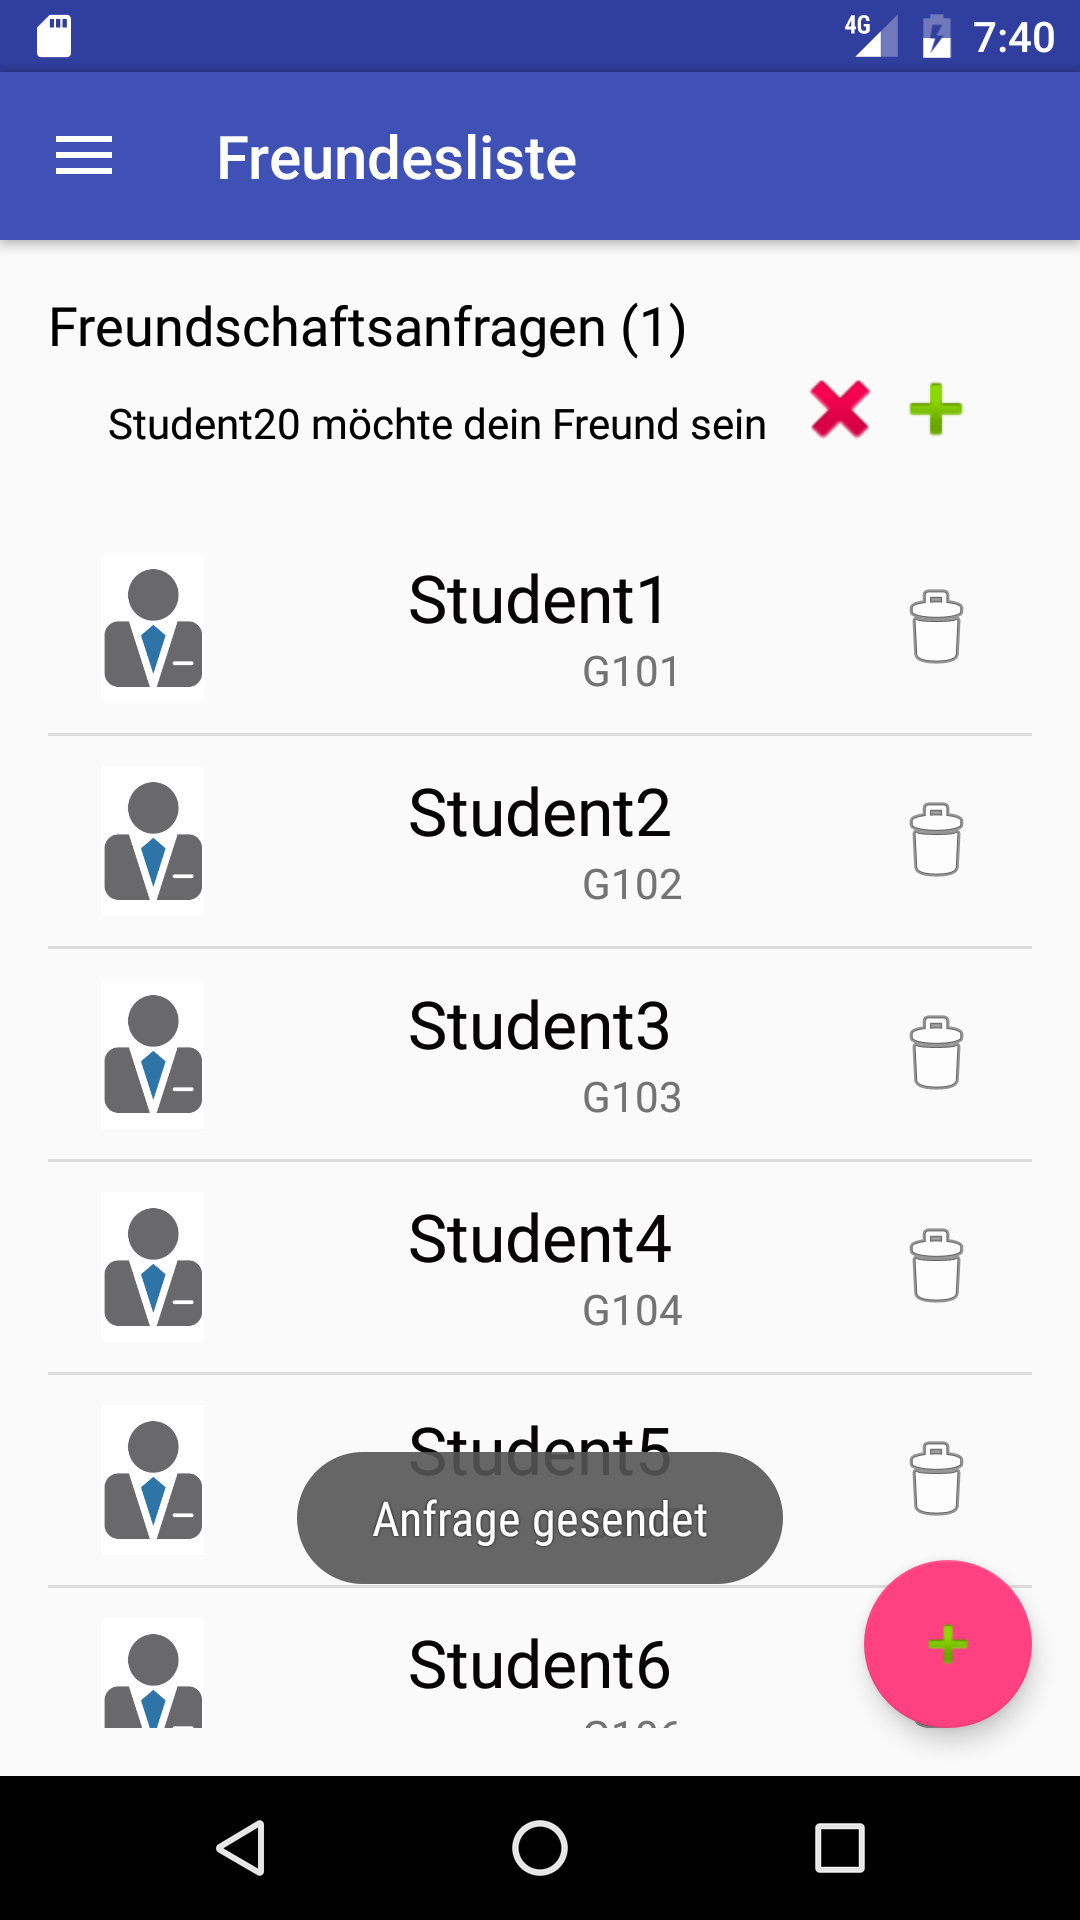 4G 7:40
Freundesliste
Freundschaftsanfragen (1)
Student20 möchte dein Freund sein
Student1
G101
Student2
G102
Student3
G103
Student4
G104
Student5
Anfrage gesendet
Student6
G106